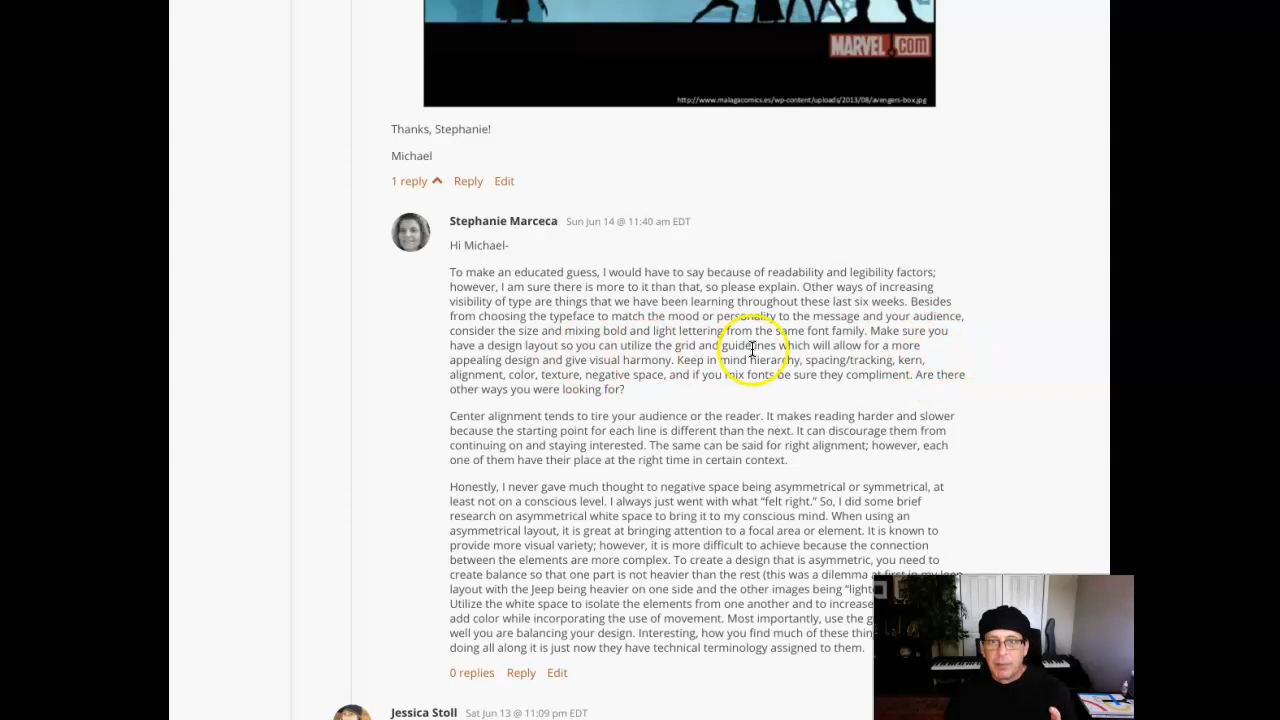 MARVEL.com
http://www.malagacomics.es/wp-content/uploads/2013/08/avengers-box.jpg
Thanks, Stephanie!
Michael
1 reply Reply Edit
Stephanie Marceca Sun Jun 14 @ 11:40 am EDT
Hi Michael-
To make an educated guess, I would have to say because of readability and legibility factors;
however, I am sure there is more to it than that, so please explain. Other ways of increasing
visibility of type are things that we have been learning throughout these last six weeks. Besides
from choosing the typeface to match the mood or personality to the message and your audience,
consider the size and mixing bold and light lettering from the same font family. Make sure you
have a design layout so you can utilize the grid and guidelines which will allow for a more
appealing design and give visual harmony. Keep in mind hierarchy, spacing/tracking, kern,
alignment, color, texture, negative space, and if you mix fonts be sure they compliment. Are there
other ways you were looking for?
Center alignment tends to tire your audience or the reader. It makes reading harder and slower
because the starting point for each line is different than the next. It can discourage them from
continuing on and staying interested. The same can be said for right alignment; however, each
one of them have their place at the right time in certain context.
Honestly, I never gave much thought to negative space being asymmetrical or symmetrical, at
least not on a conscious level. I always just went with what “felt right.” So, I did some brief
research on asymmetrical white space to bring it to my conscious mind. When using an
asymmetrical layout, it is great at bringing attention to a focal area or element. It is known to
provide more visual variety; however, it is more difficult to achieve because the connection
between the elements are more complex. To create a design that is asymmetric, you need to
create balance so that one part is not heavier than the rest (this was a dilemma at first in my Jeep
layout with the Jeep being heavier on one side and the other images being
Utilize the white space to isolate the elements from one another and to increase
add color while incorporating the use of movement. Most importantly, use the
well you are balancing your design. Interesting, how you find much of these
doing all along it is just now they have technical terminology assigned to them.
0 replies Reply Edit
Jessica Stoll Sat Jun 13 @ 11:09 pm EDT